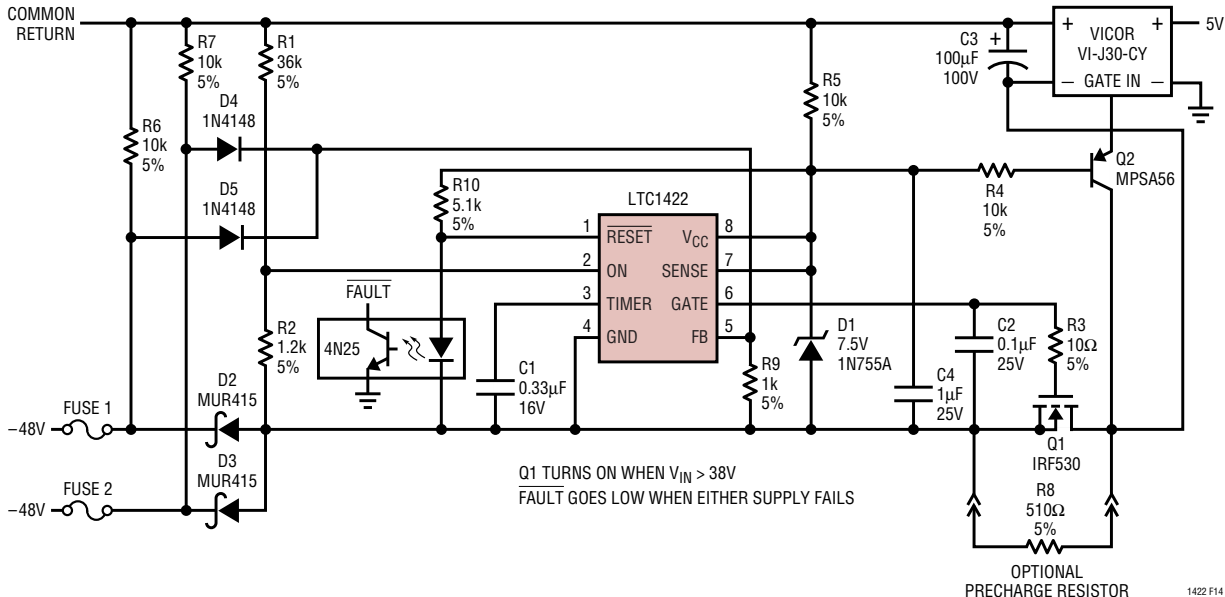 COMMON
RETURN
R7
10k
5%
R1
36k
5%
D4
1N4148
R6
10k
5%
D5
1N4148
R10
5.1k
5%
R5
10k
5%
C3
+
100µF
100V
+
VICOR
VI-J30-CY
+
5V
–
GATE IN
–
Q2
MPSA56
R4
10k
5%
LTC1422
1
RESET
VCC
8
2
ON
SENSE
7
3
TIMER
GATE
6
4
GND
FB
5
FAULT
4N25
R2
1.2k
5%
C1
0.33µF
16V
R9
1k
5%
D1
7.5V
1N755A
C4
1µF
25V
C2
0.1µF
25V
R3
10Ω
5%
Q1
IRF530
D2
MUR415
–48V
FUSE 1
D3
MUR415
–48V
FUSE 2
Q1 TURNS ON WHEN VIN > 38V
FAULT GOES LOW WHEN EITHER SUPPLY FAILS
R8
510Ω
5%
OPTIONAL
PRECHARGE RESISTOR
1422 F14